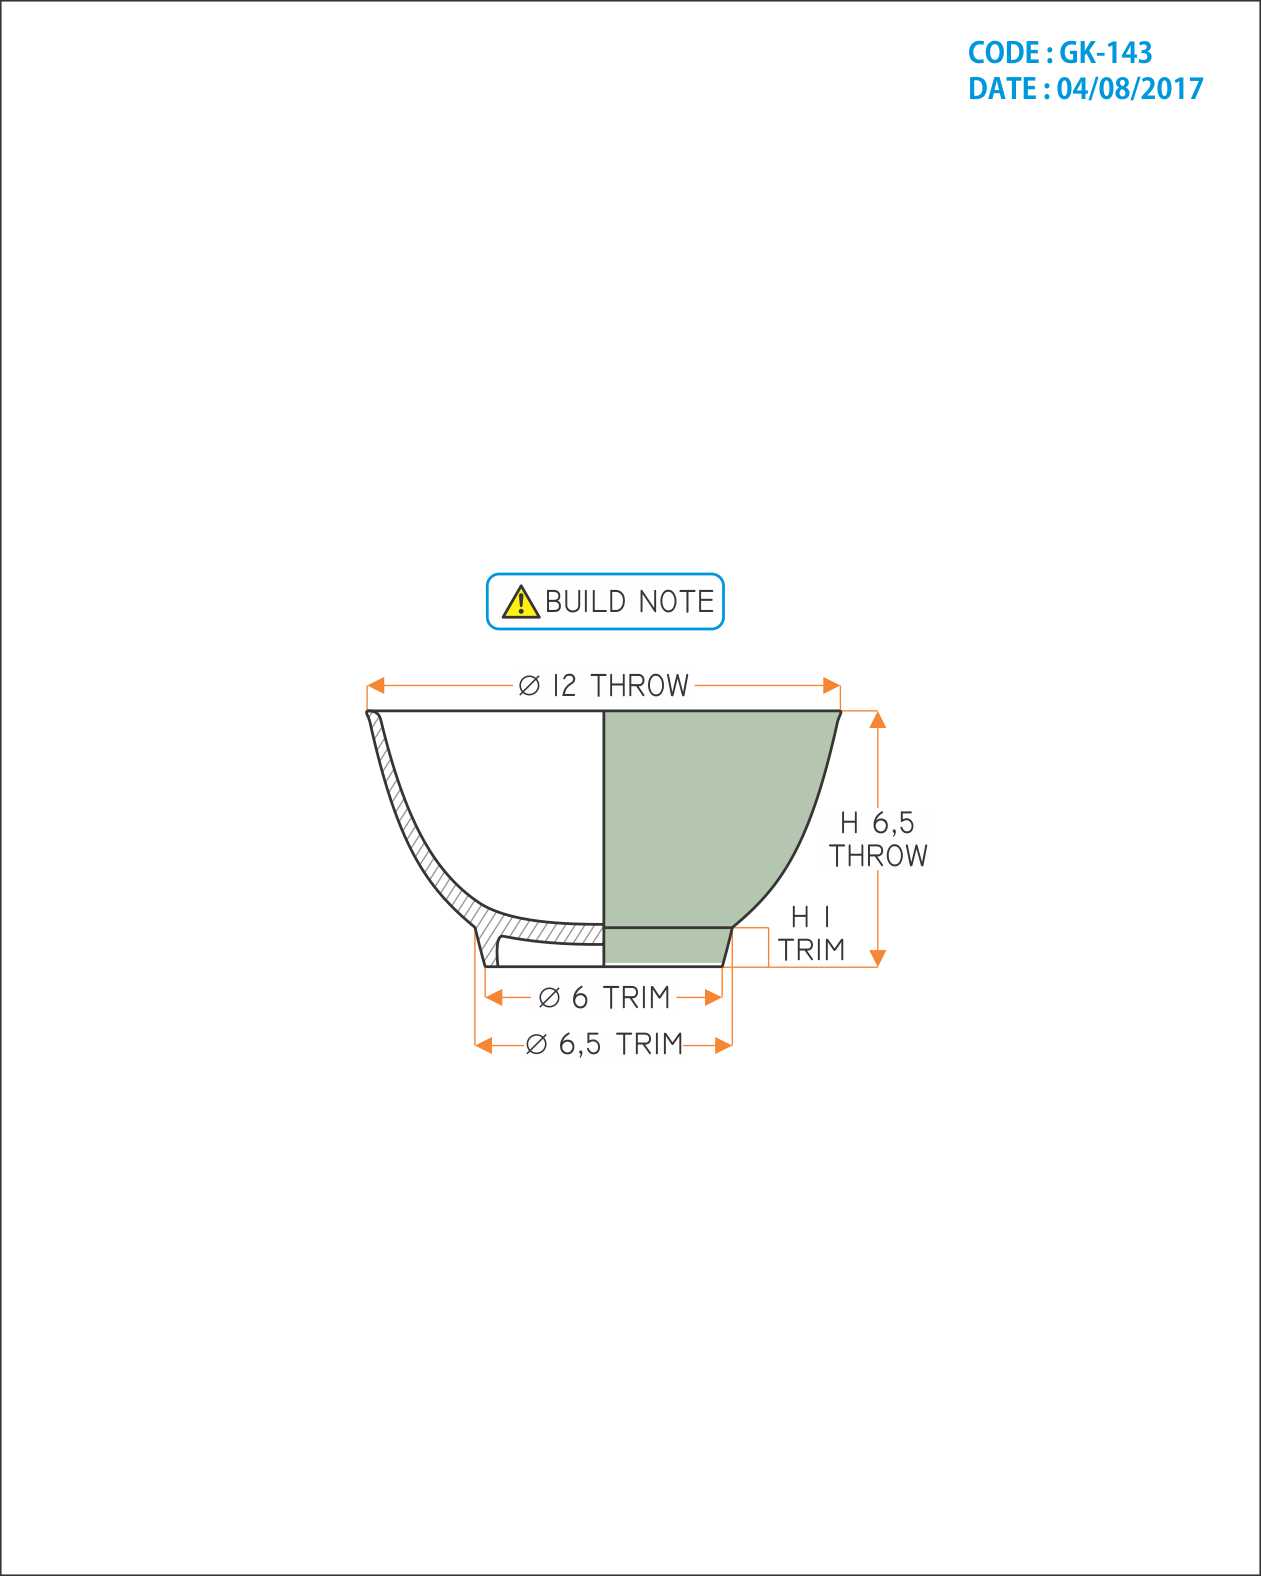 CODE : GK-143
DATE : 04/08/2017
BUILD NOTE
Ø 12 THROW
H 6,5
THROW
H 1
TRIM
Ø 6 TRIM
Ø 6,5 TRIM